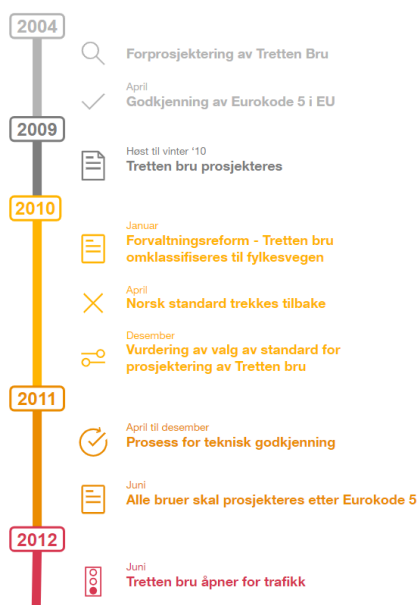 2004
Forprosjektering av Tretten Bru
April
Godkjenning av Eurokode 5 i EU
2009
Høst til vinter '10
Tretten bru prosjekteres
2010
Januar
Forvaltningsreform - Tretten bru
omklassifiseres til fylkesvegen
April
Norsk standard trekkes tilbake
Desember
Vurdering av valg av standard for
prosjektering av Tretten bru
2011
April til desember
Prosess for teknisk godkjenning
Juni
Alle bruer skal prosjekteres etter Eurokode 5
2012
Juni
Tretten bru åpner for trafikk